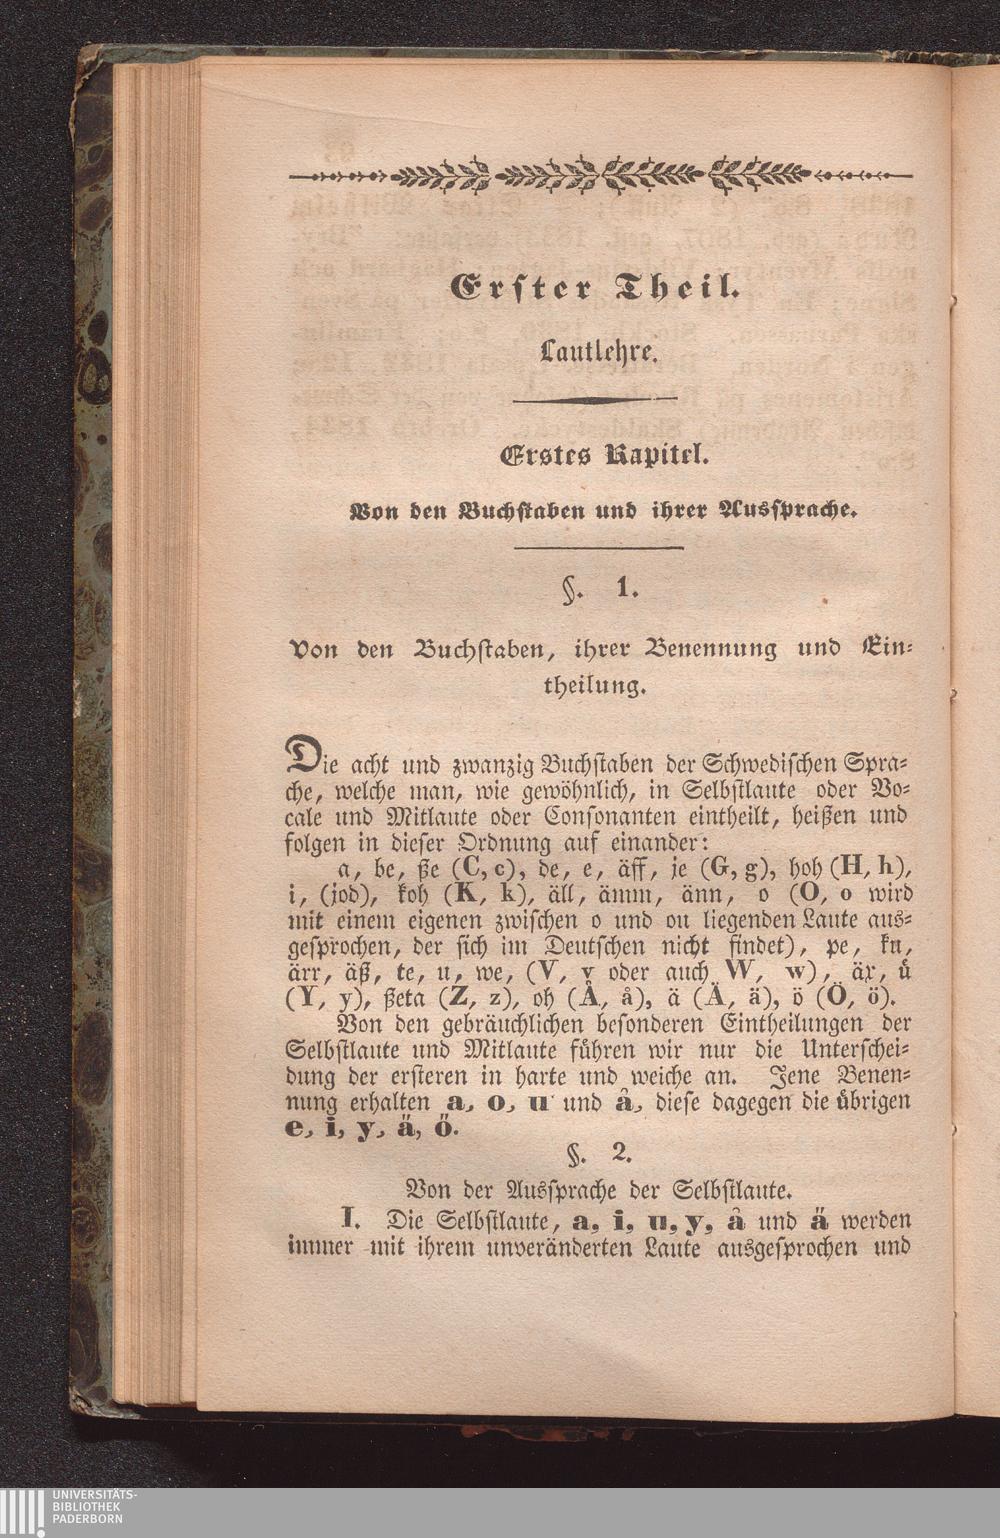 Erster Theil.
Lautlehre.
Erstes Kapitel.
Von den Buchstaben und ihrer Aussprache.
§. 1.
Von den Buchstaben, ihrer Benennung und Ein-
theilung.
Die acht und zwanzig Buchstaben der Schwedischen Spra-
che, welche man, wie gewöhnlich, in Selbstlaute oder Vo-
cale und Mitlaute oder Consonanten eintheilt, heißen und
folgen in dieser Ordnung auf einander:
a, be, ße (C, c), de, e, äff, je (G, g), hoh (H, h),
i, (jod), koh (K, k), äll, ämm, änn, o (O, o wird
mit einem eigenen zwischen o und ou liegenden Laute aus-
gesprochen, der sich im Deutschen nicht findet), pe, ku,
ärr, äß, te, u, we, (V, v oder auch W, w), äx, ü
(Y, y), ßeta (Z, z), oh (Å, å), ä (Ä, ä), ö (Ö, ö).
Von den gebräuchlichen besonderen Eintheilungen der
Selbstlaute und Mitlaute führen wir nur die Unterschei-
dung der ersteren in harte und weiche an. Jene Benen-
nung erhalten a, o, u und å, diese dagegen die übrigen
e, i, y, ä, ö.
§. 2.
Von der Aussprache der Selbstlaute.
I. Die Selbstlaute, a, i, u, y, å und ä werden
immer mit ihrem unveränderten Laute ausgesprochen und
UNIVERSITÄTS-
BIBLIOTHEK
PADERBORN